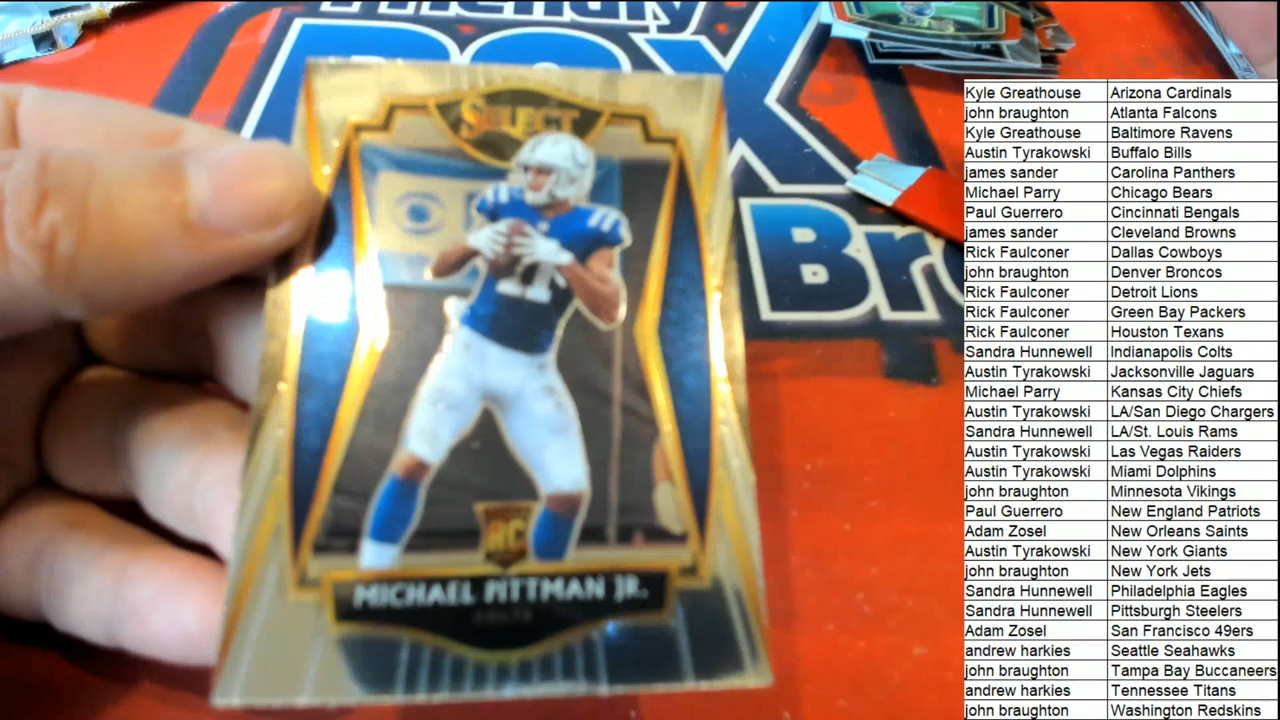 Friendly
BOX
Bre
SELECT
11
RC
MICHAEL PITTMAN JR.
COLTS
Kyle Greathouse Arizona Cardinals
john braughton Atlanta Falcons
Kyle Greathouse Baltimore Ravens
Austin Tyrakowski Buffalo Bills
james sander Carolina Panthers
Michael Parry Chicago Bears
Paul Guerrero Cincinnati Bengals
james sander Cleveland Browns
Rick Faulconer Dallas Cowboys
john braughton Denver Broncos
Rick Faulconer Detroit Lions
Rick Faulconer Green Bay Packers
Rick Faulconer Houston Texans
Sandra Hunnewell Indianapolis Colts
Austin Tyrakowski Jacksonville Jaguars
Michael Parry Kansas City Chiefs
Austin Tyrakowski LA/San Diego Chargers
Sandra Hunnewell LA/St. Louis Rams
Austin Tyrakowski Las Vegas Raiders
Austin Tyrakowski Miami Dolphins
john braughton Minnesota Vikings
Paul Guerrero New England Patriots
Adam Zosel New Orleans Saints
Austin Tyrakowski New York Giants
john braughton New York Jets
Sandra Hunnewell Philadelphia Eagles
Sandra Hunnewell Pittsburgh Steelers
Adam Zosel San Francisco 49ers
andrew harkies Seattle Seahawks
john braughton Tampa Bay Buccaneers
andrew harkies Tennessee Titans
john braughton Washington Redskins